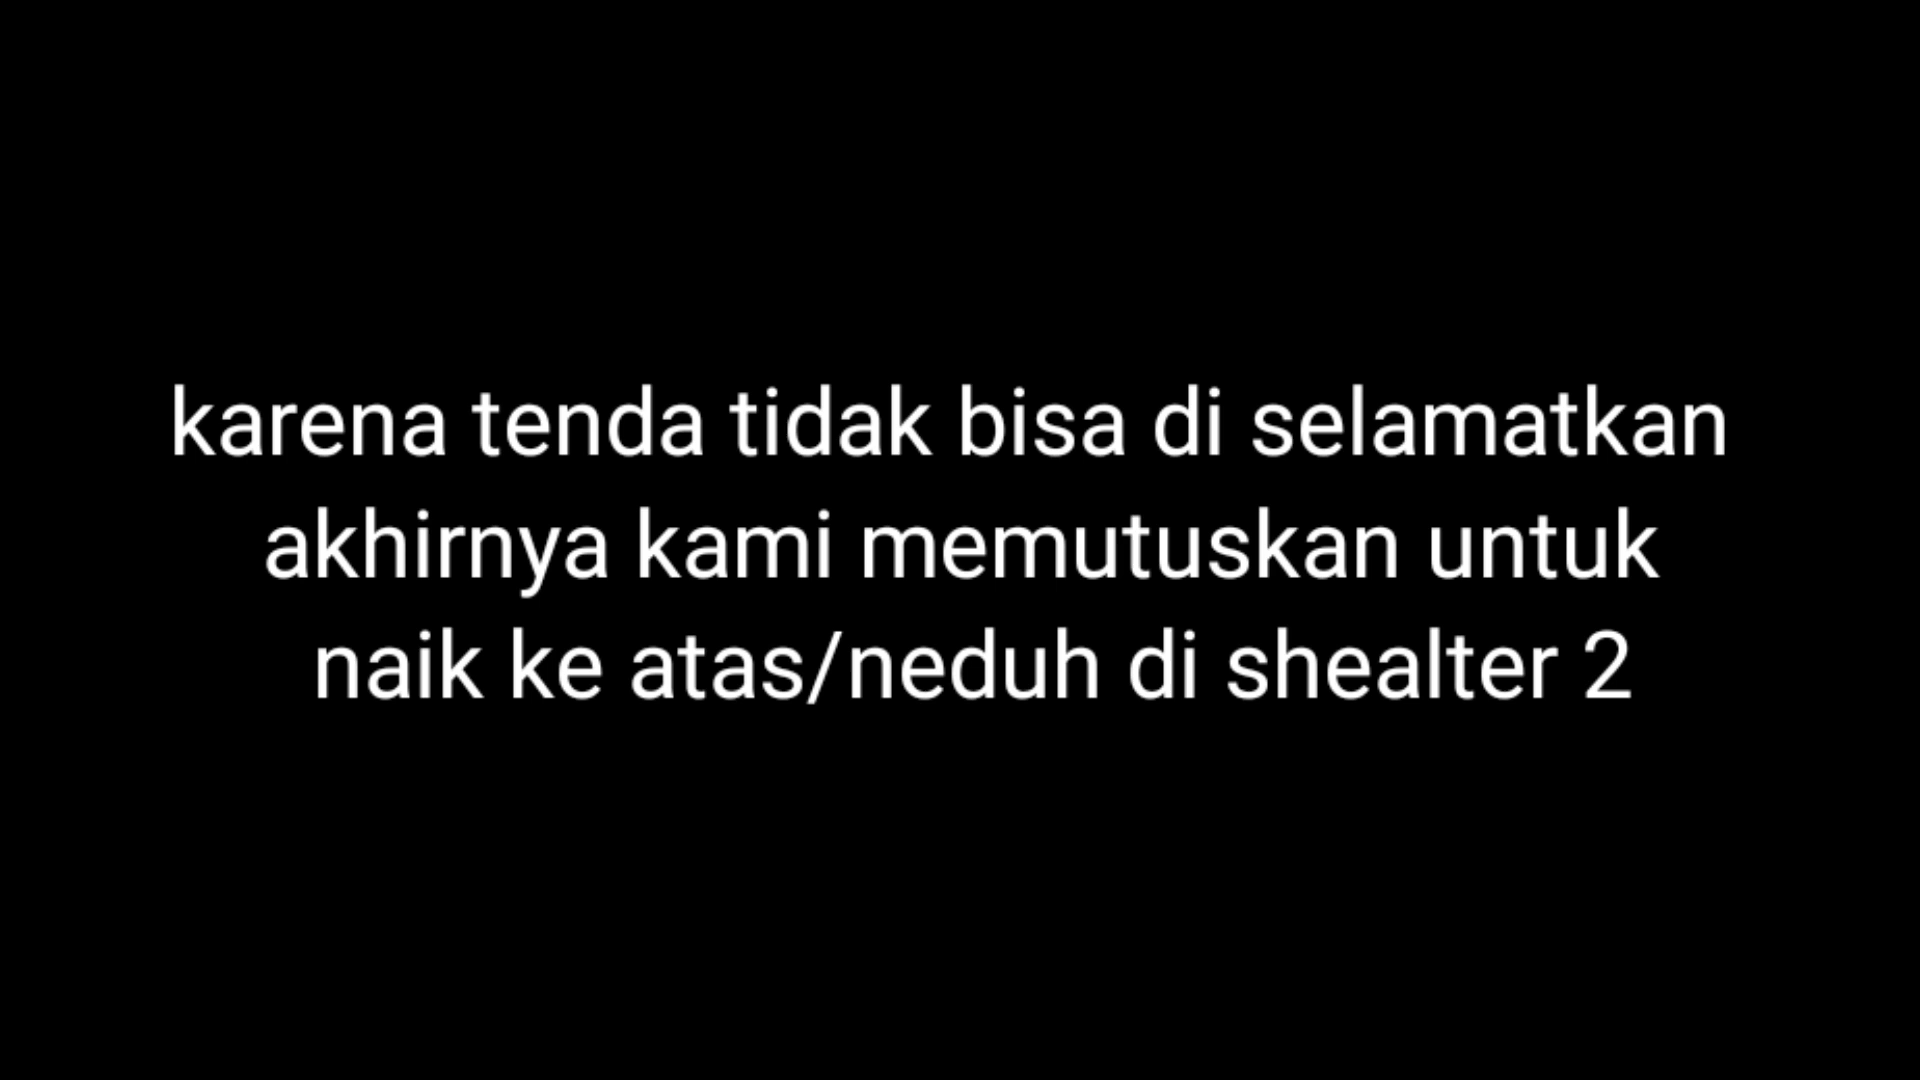 karena tenda tidak bisa di selamatkan
akhirnya kami memutuskan untuk
naik ke atas/neduh di shealter 2